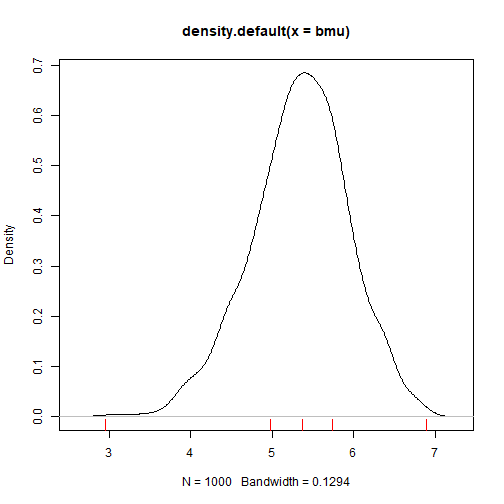 density.default(x = bmu)
0.7
0.6
0.5
0.4
0.3
0.2
0.1
0.0
Density
3 4 5 6 7
N = 1000 Bandwidth = 0.1294